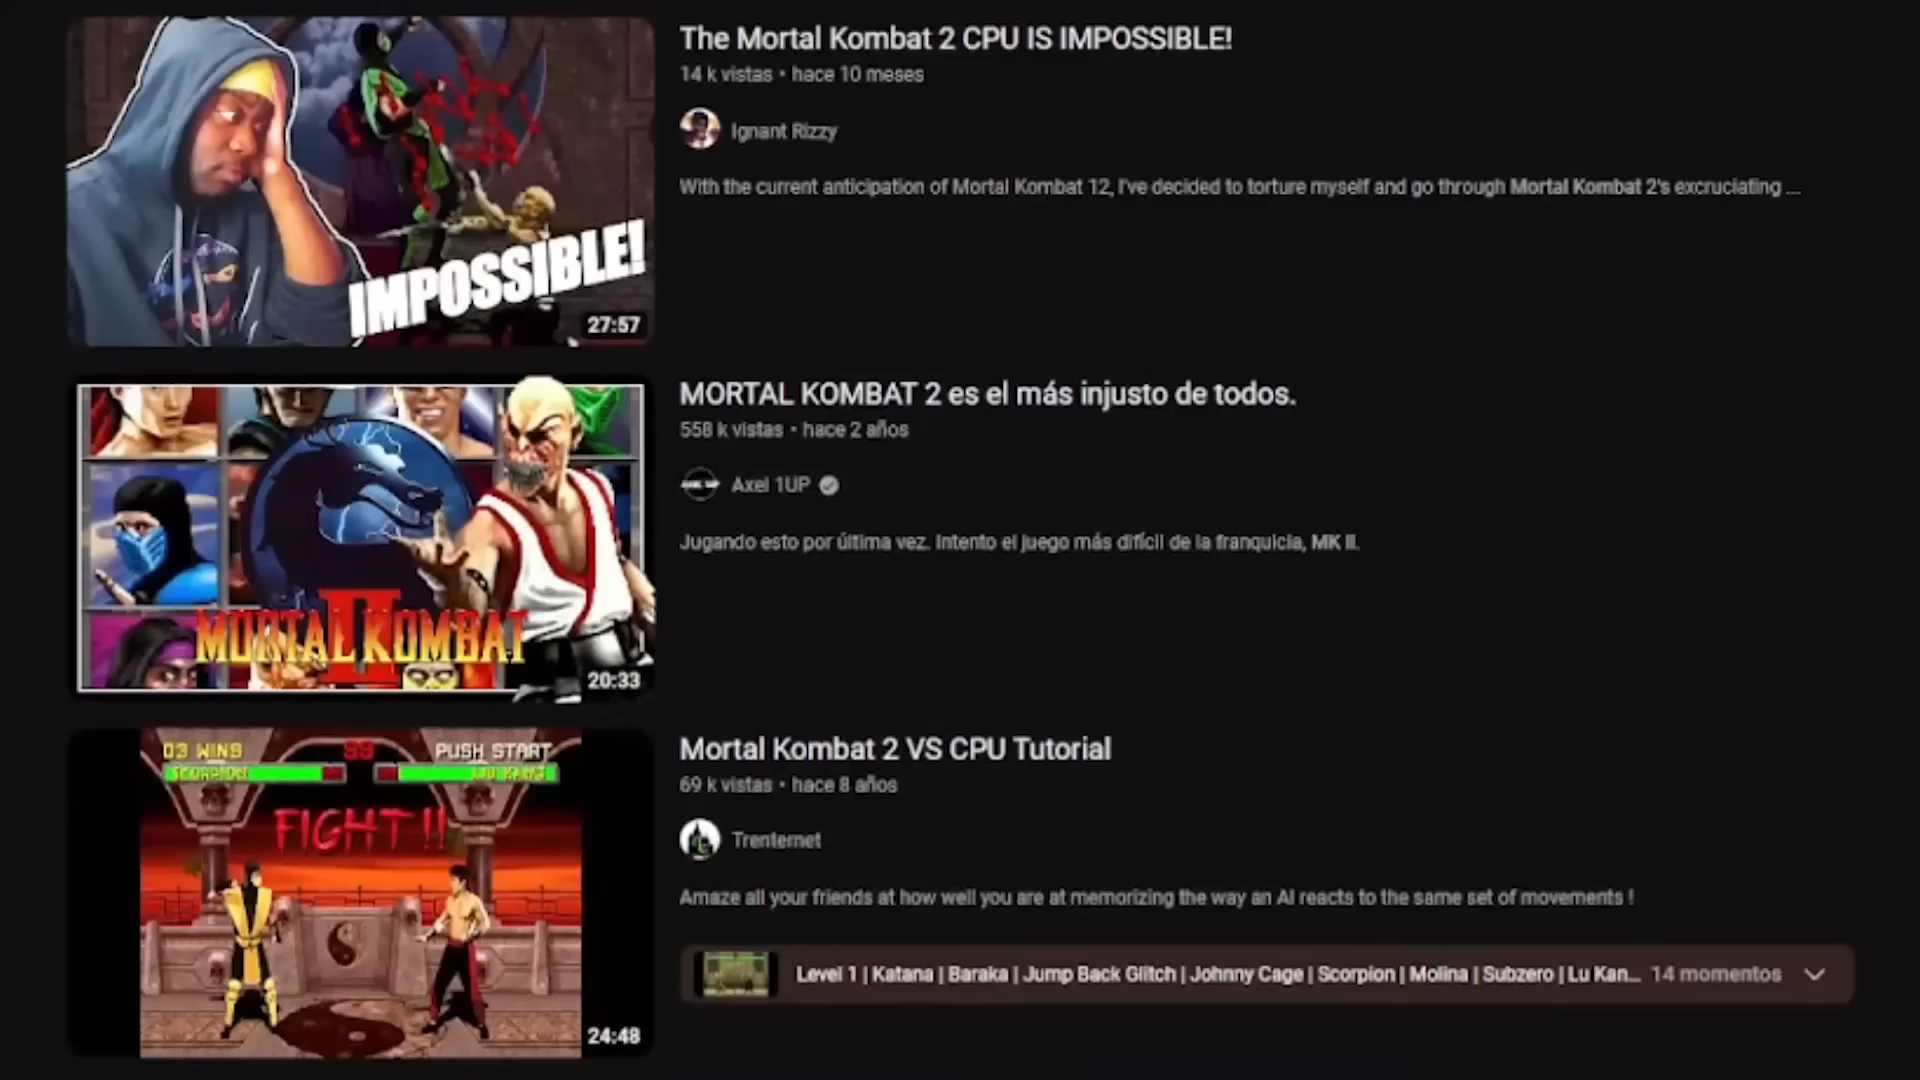 The Mortal Kombat 2 CPU IS IMPOSSIBLE!
14 k vistas • hace 10 meses
Ignant Rizzy
With the current anticipation of Mortal Kombat 12, I've decided to torture myself and go through Mortal Kombat 2's excruciating ...
IMPOSSIBLE!
27:57
MORTAL KOMBAT 2 es el más injusto de todos.
558 k vistas • hace 2 años
Axel 1UP
Jugando esto por última vez. Intento el juego más difícil de la franquicia, MK II.
MORTAL KOMBAT
II
20:33
Mortal Kombat 2 VS CPU Tutorial
69 k vistas • hace 8 años
Trenternet
Amaze all your friends at how well you are at memorizing the way an AI reacts to the same set of movements !
Level 1 | Katana | Baraka | Jump Back Glitch | Johnny Cage | Scorpion | Molina | Subzero | Lu Kan... 14 momentos
03 WINS 99 PUSH START
SCORPION LIU KANG
FIGHT!!
24:48